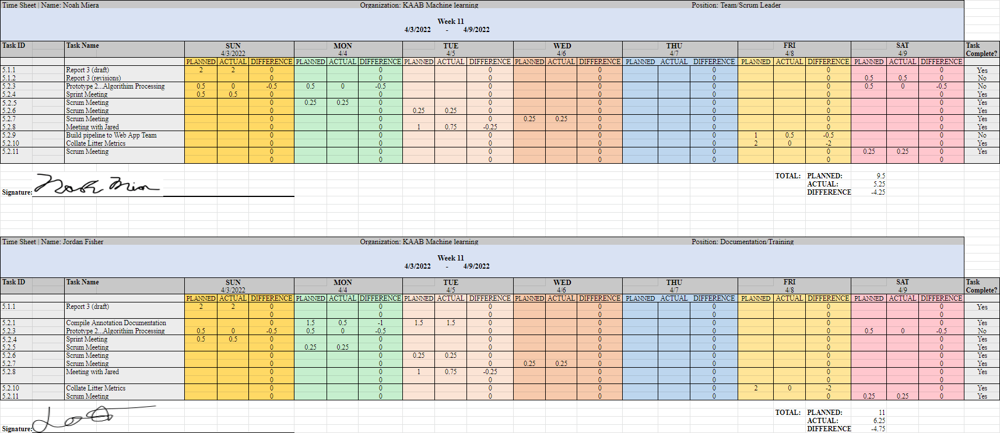 Time Sheet | Name: Noah Miera Organization: KAAB Machine learning Position: Team/Scrum Leader
Week 11
4/3/2022 - 4/9/2022
Task ID Task Name SUN MON TUE WED THU FRI SAT Task
4/3/2022 4/4 4/5 4/6 4/7 4/8 4/9 Complete?
PLANNED ACTUAL DIFFERENCE PLANNED ACTUAL DIFFERENCE PLANNED ACTUAL DIFFERENCE PLANNED ACTUAL DIFFERENCE PLANNED ACTUAL DIFFERENCE PLANNED ACTUAL DIFFERENCE PLANNED ACTUAL DIFFERENCE
5.1.1 Report 3 (draft) 2 2 0 0 0 0 0 0 0 Yes
5.1.2 Report 3 (revisions) 0 0 0 0 0 0 0.5 0.5 0 No
5.2.3 Prototype 2...Algorithim Processing 0.5 0 -0.5 0.5 0 -0.5 0 0 0 0 0.5 0 -0.5 No
5.2.4 Sprint Meeting 0.5 0.5 0 0 0 0 0 0 0 Yes
5.2.5 Scrum Meeting 0 0.25 0.25 0 0 0 0 0 0 Yes
5.2.6 Scrum Meeting 0 0 0.25 0.25 0 0 0 0 0 Yes
5.2.7 Scrum Meeting 0 0 0 0.25 0.25 0 0 0 0 Yes
5.2.8 Meeting with Jared 0 0 1 0.75 -0.25 0 0 0 0 Yes
5.2.9 Build pipeline to Web App Team 0 0 0 0 0 1 0.5 -0.5 0 No
5.2.10 Collate Litter Metrics 0 0 0 0 0 2 0 -2 0 Yes
5.2.11 Scrum Meeting 0 0 0 0 0 0 0.25 0.25 0 Yes
0 0 0 0 0 0 0
TOTAL: PLANNED: 9.5
ACTUAL: 5.25
Signature: Noah Miera DIFFERENCE -4.25
Time Sheet | Name: Jordan Fisher Organization: KAAB Machine learning Position: Documentation/Training
Week 11
4/3/2022 - 4/9/2022
Task ID Task Name SUN MON TUE WED THU FRI SAT Task
4/3/2022 4/4 4/5 4/6 4/7 4/8 4/9 Complete?
PLANNED ACTUAL DIFFERENCE PLANNED ACTUAL DIFFERENCE PLANNED ACTUAL DIFFERENCE PLANNED ACTUAL DIFFERENCE PLANNED ACTUAL DIFFERENCE PLANNED ACTUAL DIFFERENCE PLANNED ACTUAL DIFFERENCE
5.1.1 Report 3 (draft) 2 2 0 0 0 0 0 0 0 Yes
0 0 0 0 0 0 0
5.2.1 Compile Annotation Documentation 0 1.5 0.5 -1 1.5 1.5 0 0 0 0 0 Yes
5.2.3 Prototype 2...Algorithim Processing 0.5 0 -0.5 0.5 0 -0.5 0 0 0 0 0.5 0 -0.5 No
5.2.4 Sprint Meeting 0.5 0.5 0 0 0 0 0 0 0 Yes
5.2.5 Scrum Meeting 0 0.25 0.25 0 0 0 0 0 0 Yes
5.2.6 Scrum Meeting 0 0 0.25 0.25 0 0 0 0 0 Yes
5.2.7 Scrum Meeting 0 0 0 0.25 0.25 0 0 0 0 Yes
5.2.8 Meeting with Jared 0 0 1 0.75 -0.25 0 0 0 0 Yes
0 0 0 0 0 0 0
5.2.10 Collate Litter Metrics 0 0 0 0 0 2 0 -2 0 Yes
5.2.11 Scrum Meeting 0 0 0 0 0 0 0.25 0.25 0 Yes
TOTAL: PLANNED: 11
ACTUAL: 6.25
Signature: DIFFERENCE -4.75